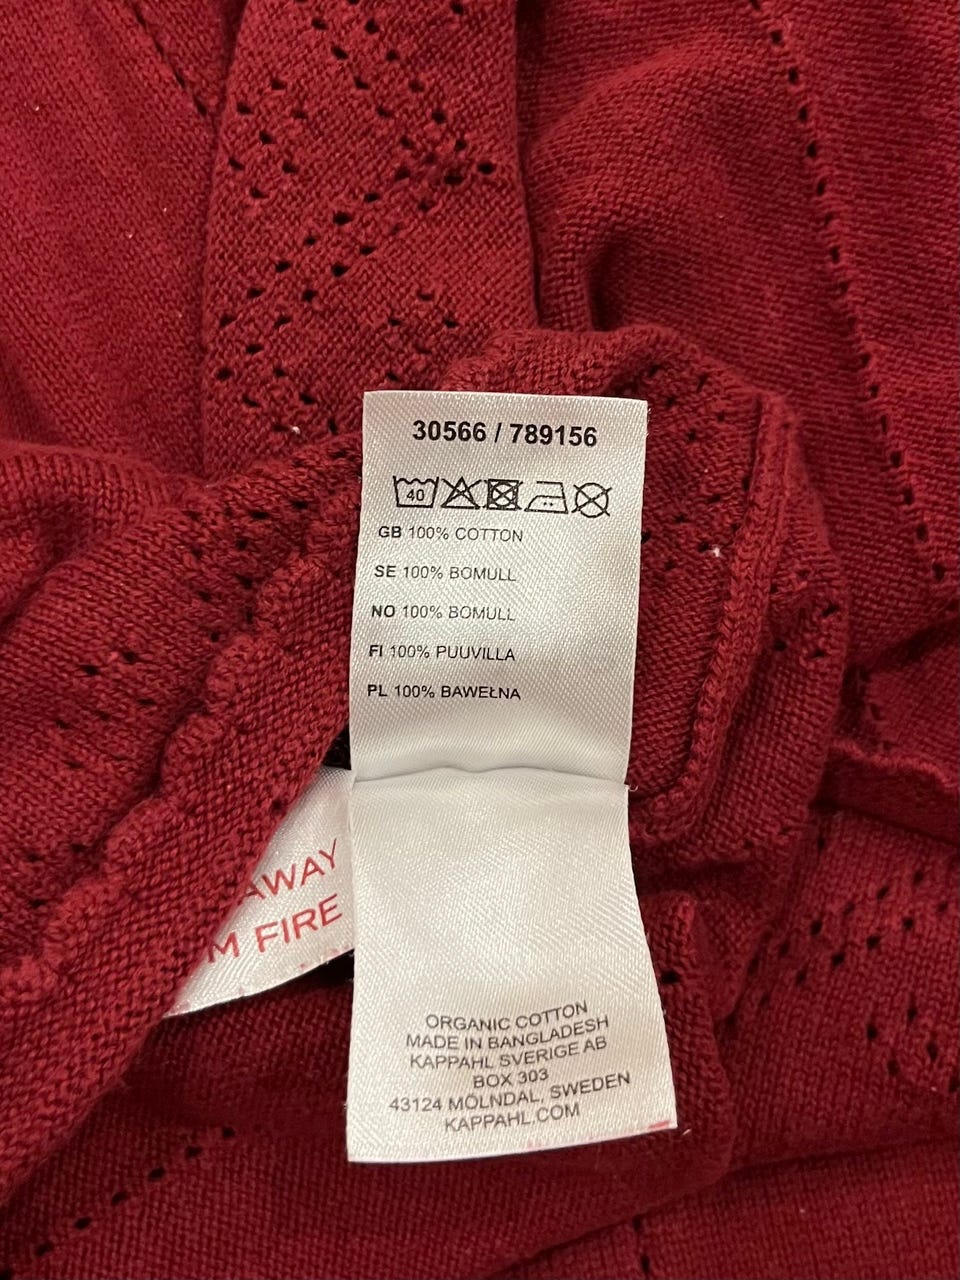 30566 / 789156
40
GB 100% COTTON
SE 100% BOMULL
NO 100% BOMULL
FI 100% PUUVILLA
PL 100% BAWEŁNA
AWAY
M FIRE
ORGANIC COTTON
MADE IN BANGLADESH
KAPPAHL SVERIGE AB
BOX 303
43124 MÖLNDAL, SWEDEN
KAPPAHL.COM